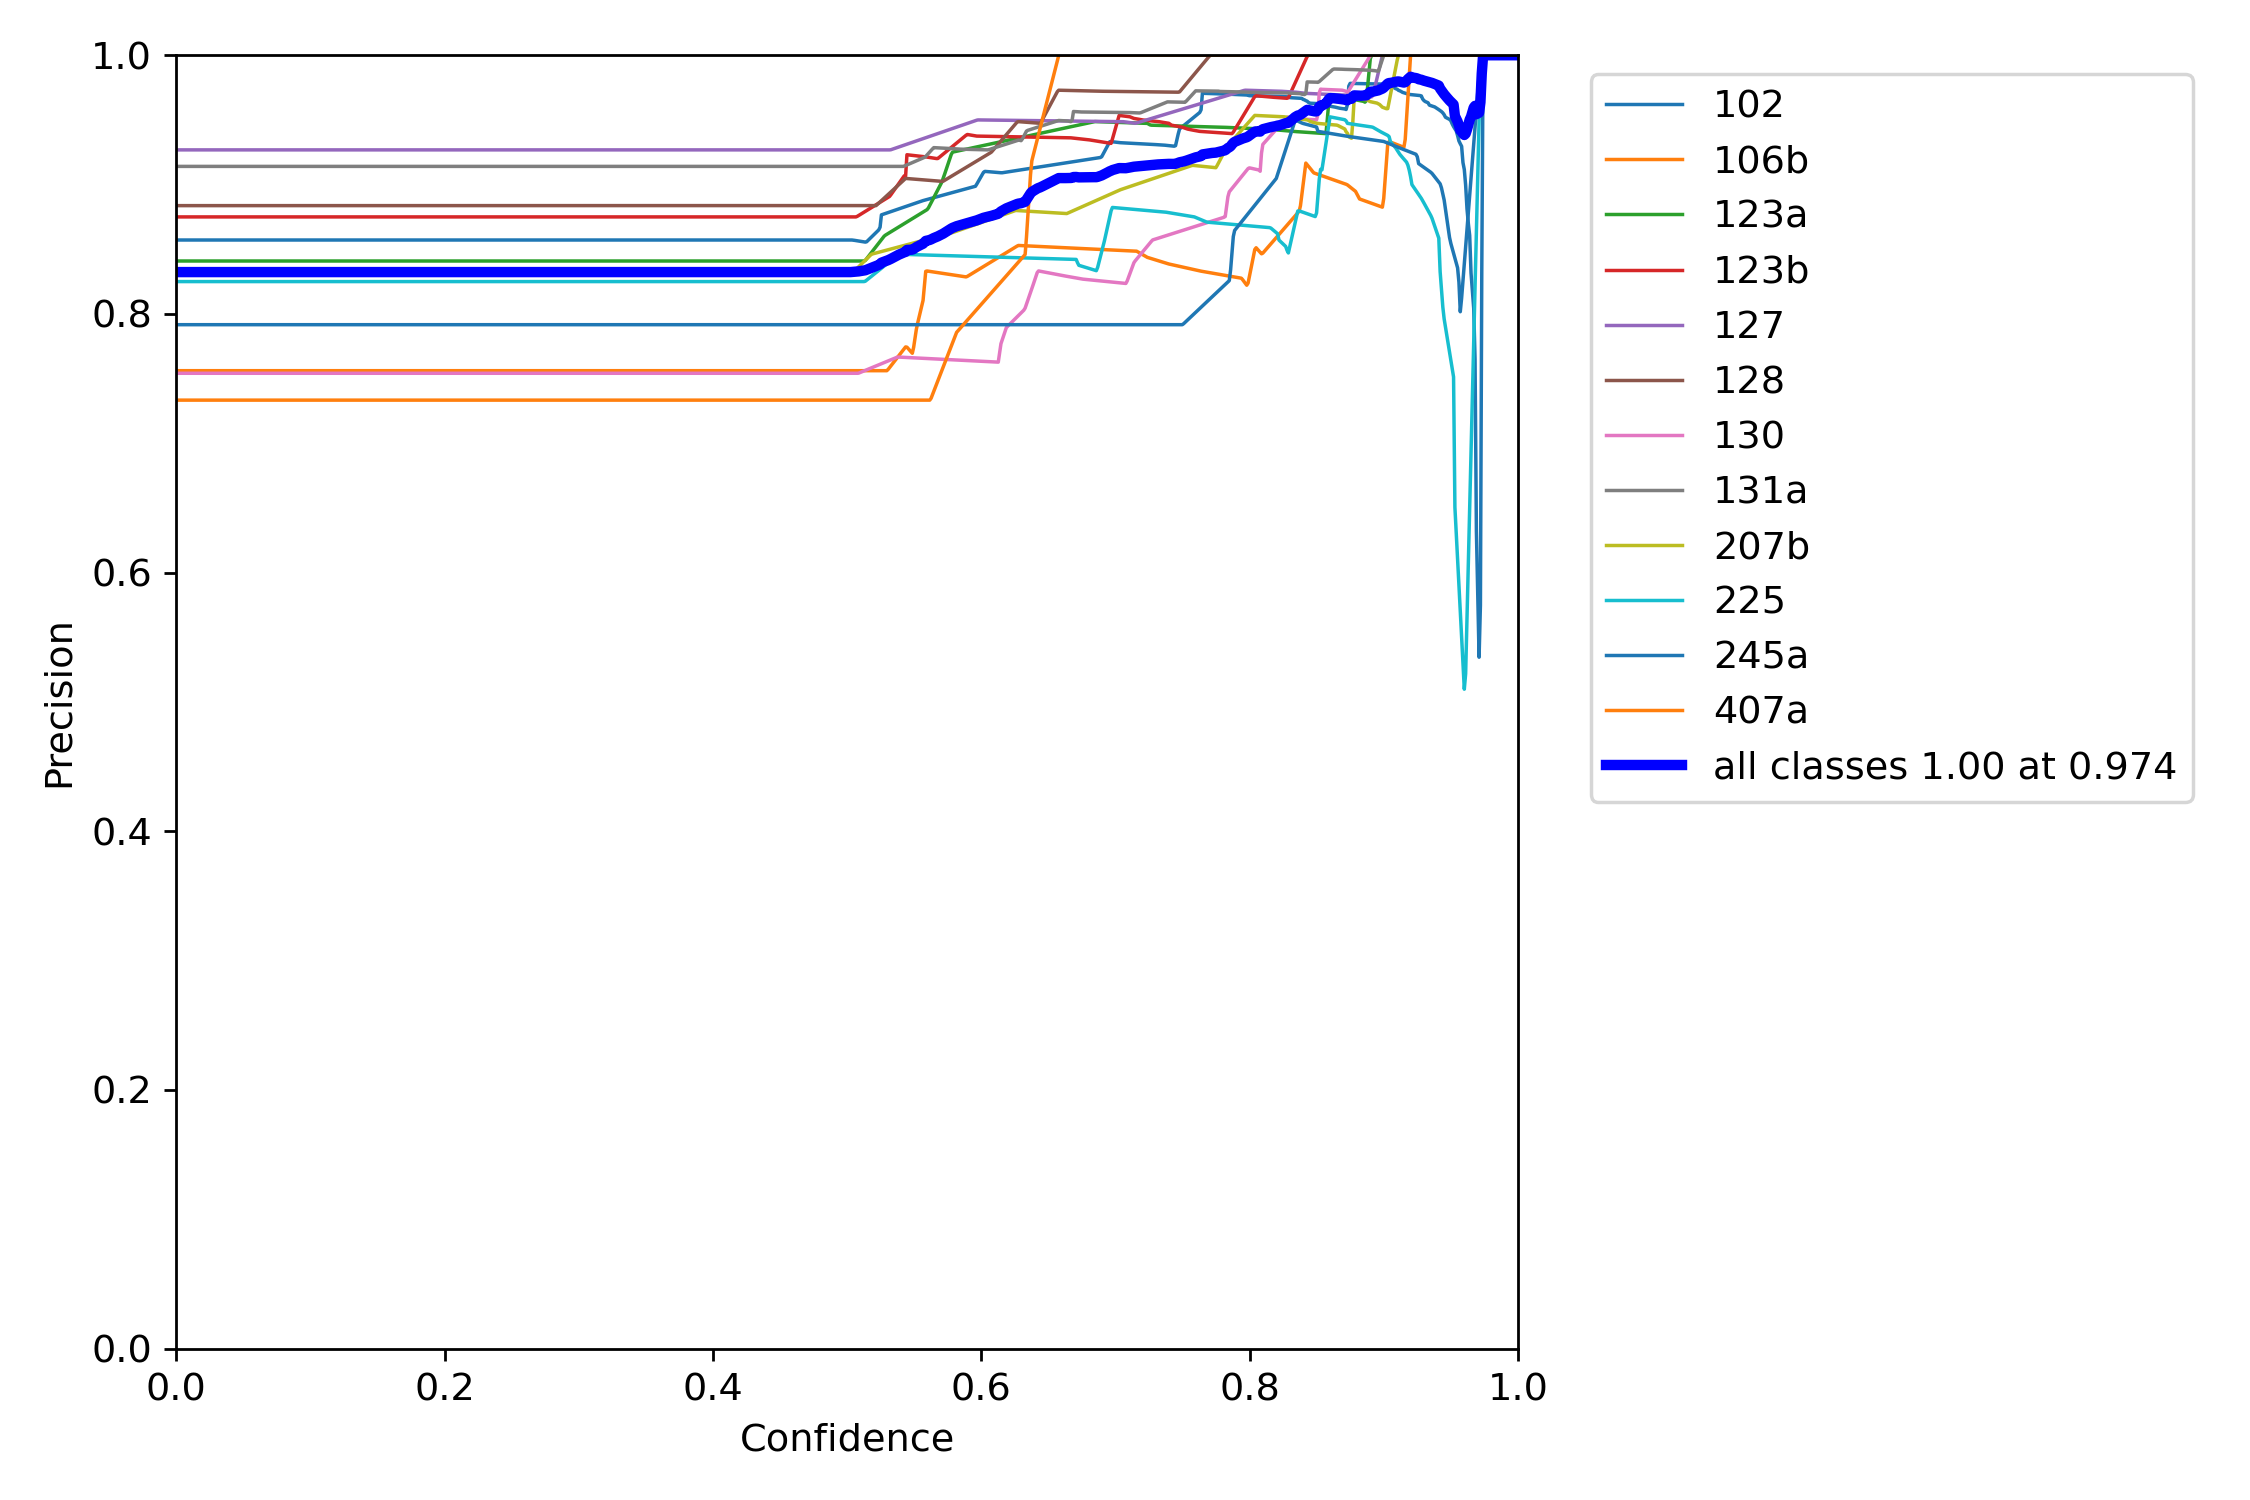 1.0
0.8
0.6
0.4
0.2
0.0
Precision
0.0 0.2 0.4 0.6 0.8 1.0
Confidence
102
106b
123a
123b
127
128
130
131a
207b
225
245a
407a
all classes 1.00 at 0.974